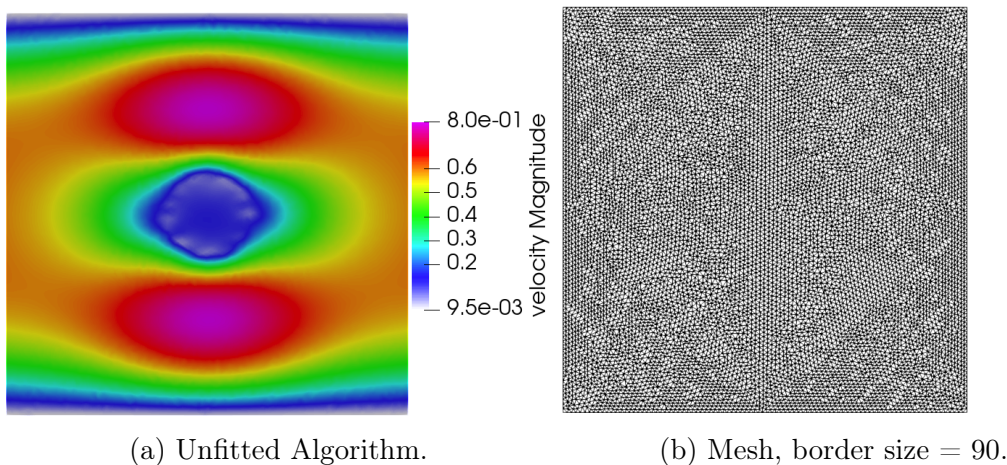 8.0e-01
0.6
0.5
0.4
0.3
0.2
9.5e-03
velocity Magnitude
(a) Unfitted Algorithm.
(b) Mesh, border size = 90.